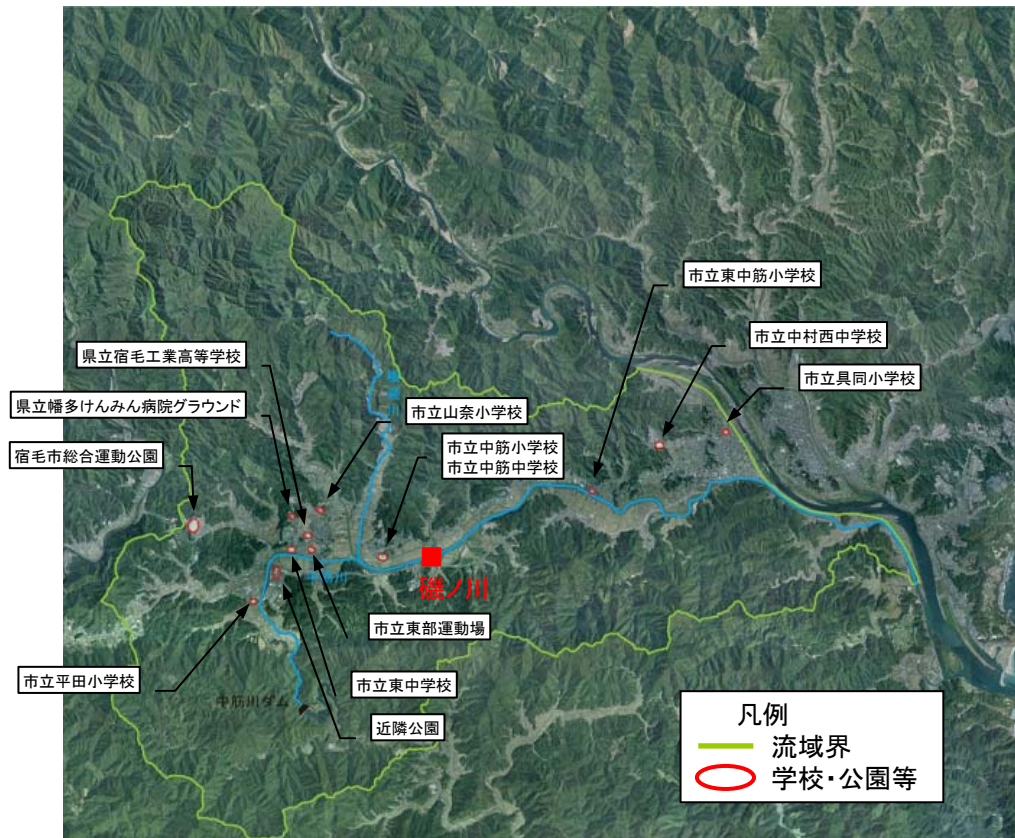 市立東中筋小学校
市立中村西中学校
県立宿毛工業高等学校
市立具同小学校
県立幡多けんみん病院グラウンド
市立山奈小学校
宿毛市総合運動公園
市立中筋小学校
市立中筋中学校
磯ノ川
市立東部運動場
市立平田小学校
市立東中学校
中筋川ダム
近隣公園
凡例
流域界
学校・公園等